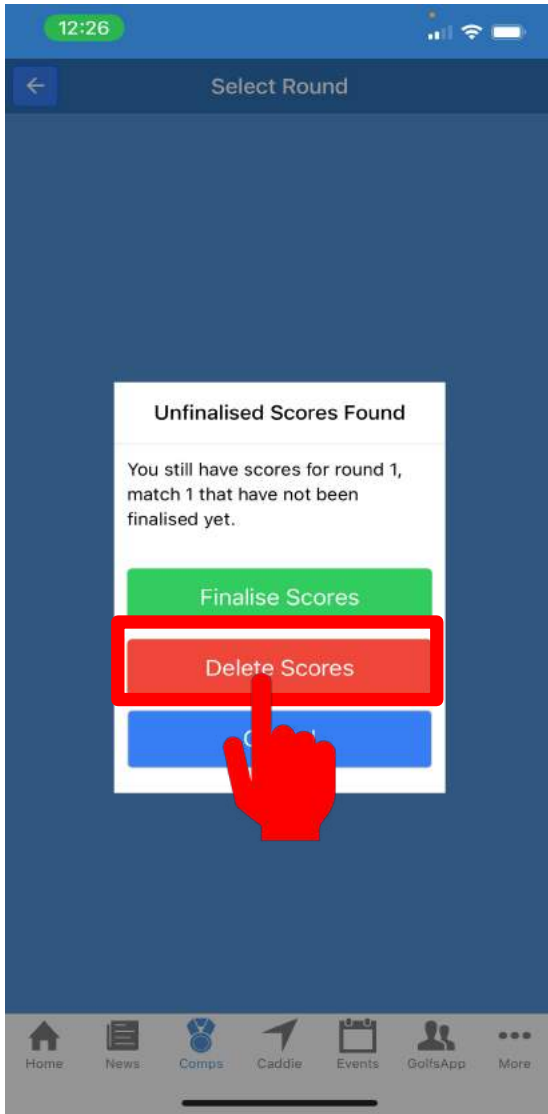 12:26
Select Round
Unfinalised Scores Found
You still have scores for round 1,
match 1 that have not been
finalised yet.
Finalise Scores
Delete Scores
Home News Comps Caddie Events GolfsApp More